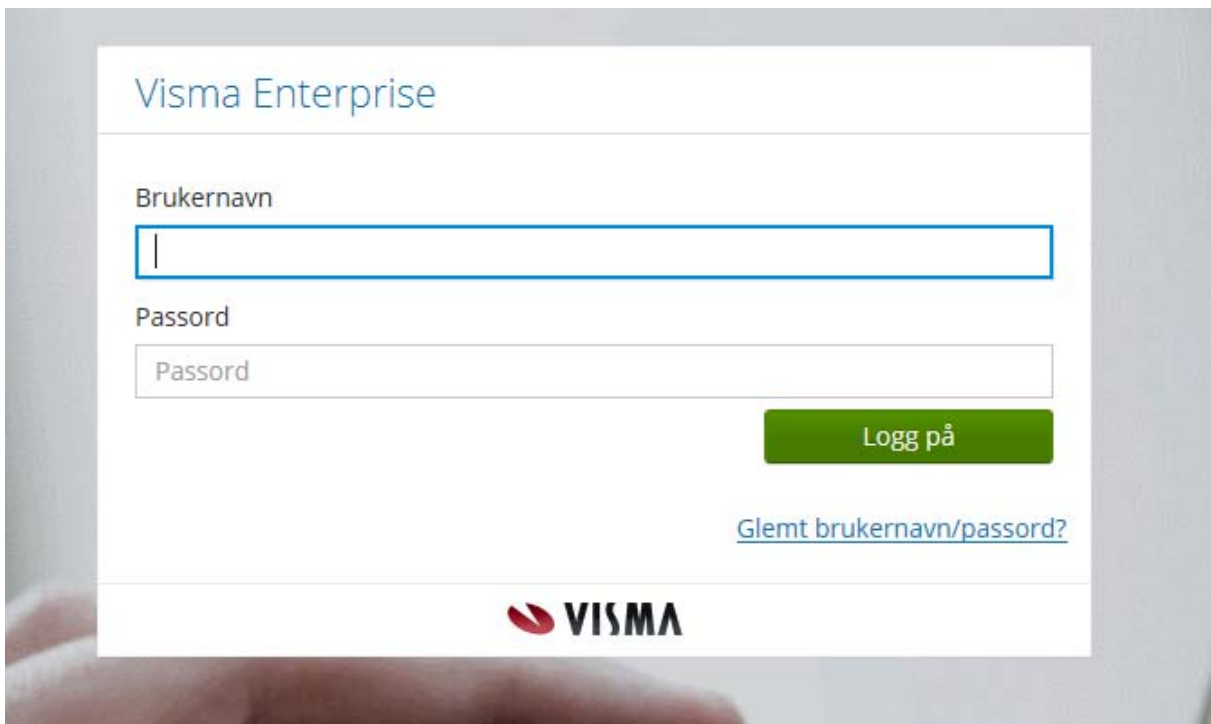 Visma Enterprise
Brukernavn
Passord
Passord
Logg på
Glemt brukernavn/passord?
VISMA